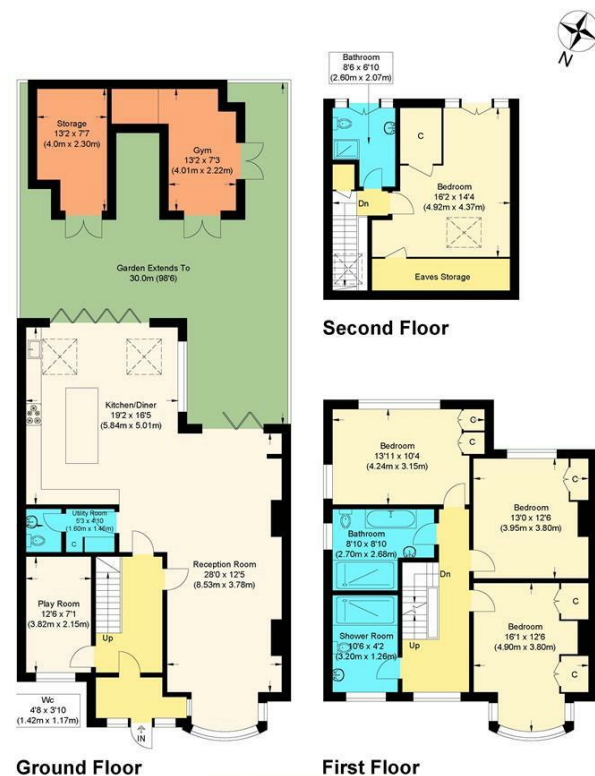 N
Bathroom
8'6 x 6'10
(2.60m x 2.07m)
Storage
13'2 x 7'7
(4.0m x 2.30m)
Gym
13'2 x 7'3
(4.01m x 2.22m)
C
Bedroom
16'2 x 14'4
(4.92m x 4.37m)
Dn
Eaves Storage
Second Floor
Garden Extends To
30.0m (98'6)
Kitchen/Diner
19'2 x 16'5
(5.84m x 5.01m)
Utility Room
5'3 x 4'10
(1.60m x 1.46m)
C
Reception Room
28'0 x 12'5
(8.53m x 3.78m)
Play Room
12'6 x 7'1
(3.82m x 2.15m)
Up
Wc
4'8 x 3'10
(1.42m x 1.17m)
IN
Ground Floor
Bedroom
13'11 x 10'4
(4.24m x 3.15m)
C
C
Bedroom
13'0 x 12'6
(3.95m x 3.80m)
C
Bathroom
8'10 x 8'10
(2.70m x 2.68m)
T
Dn
Shower Room
10'6 x 4'2
(3.20m x 1.26m)
Up
Bedroom
16'1 x 12'6
(4.90m x 3.80m)
C
C
First Floor